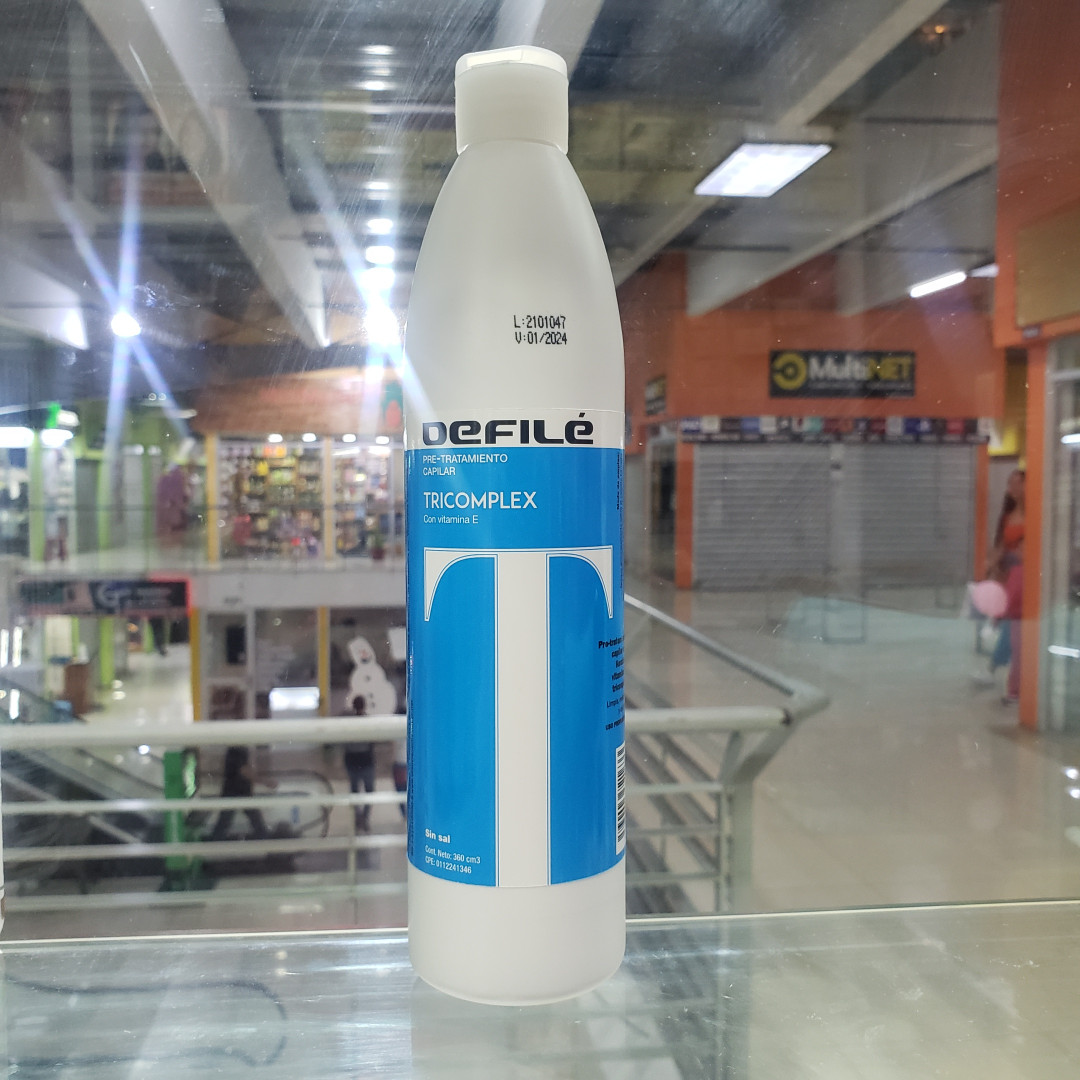 L:2101047
V:01/2024
DEFILÉ
PRE-TRATAMIENTO
CAPILAR
TRICOMPLEX
Con vitamina E
T
Sin sal
Cont. Neto: 360 cm3
CPE: 0112241346
MultiNET